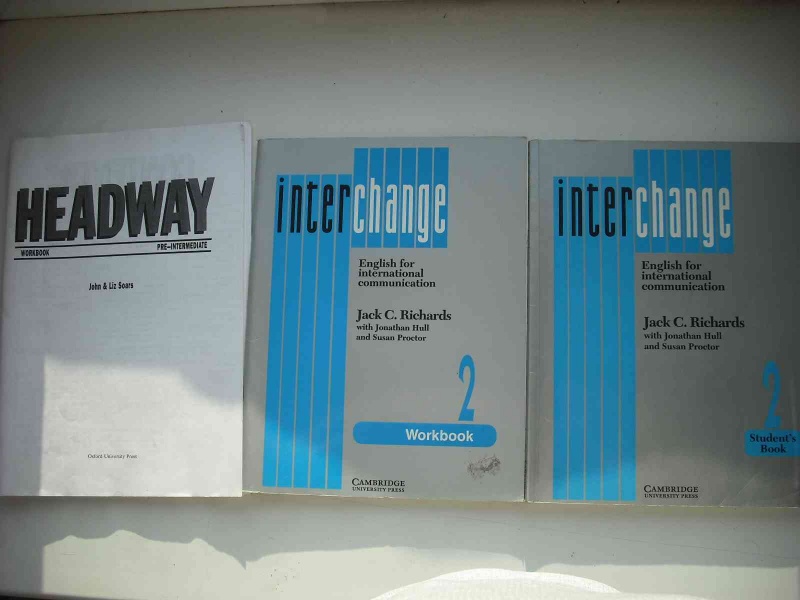 HEADWAY
WORKBOOK PRE-INTERMEDIATE
John & Liz Soars
Oxford University Press
interchange
English for
international
communication
Jack C. Richards
with Jonathan Hull
and Susan Proctor
2
Workbook
CAMBRIDGE
UNIVERSITY PRESS
interchange
English for
international
communication
Jack C. Richards
with Jonathan Hull
and Susan Proctor
2
Student's
Book
CAMBRIDGE
UNIVERSITY PRESS